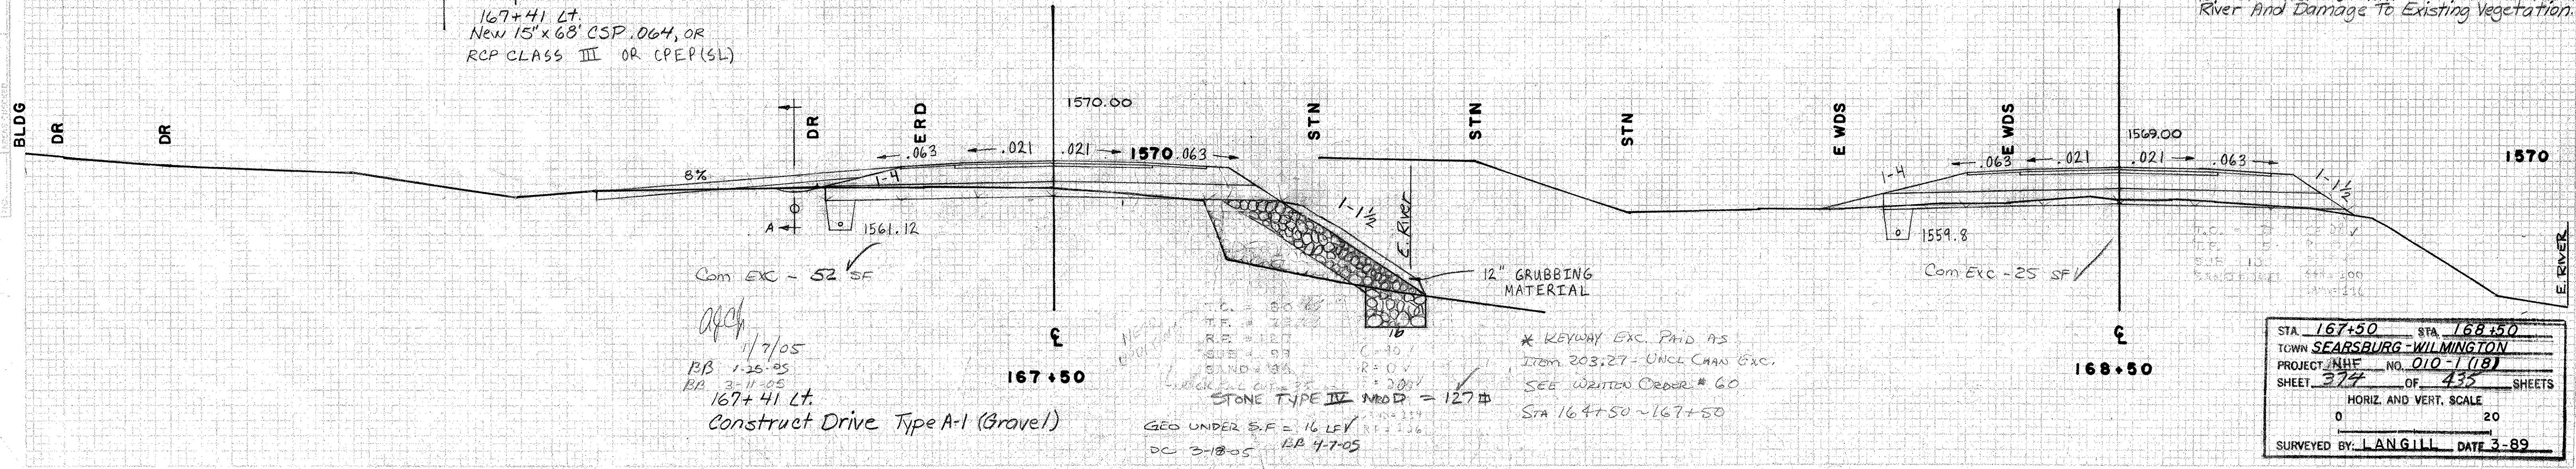 167+41 Lt.
New 15" x 68' CSP .064, OR
RCP CLASS III OR CPEP(SL)
River And Damage To Existing Vegetation.
BLDG
DR
DR
DR
ERD
1570.00
STN
STN
STN
E WDS
E WDS
1569.00
1570
.063
.021
.021
1570
.063
.063
.021
.021
.063
8%
1-4
1-1½
E. River
1-4
1-1½
A
1561.12
1559.8
E. RIVER
Com EXC - 52 SF
Com Exc - 25 SF
12" GRUBBING
MATERIAL
1/7/05
BB 1-25-05
BB 3-11-05
167+41 Lt.
Construct Drive Type A-1 (Gravel)
℄
167+50
16
STONE TYPE IV MOD = 127
GEO UNDER S.F = 16 LF
DC 3-18-05
BB 4-7-05
* KEYWAY EXC. PAID AS
ITEM 203.27 - UNCL CHAN EXC.
SEE WRITTEN ORDER # 60
STA 164+50 ~ 167+50
℄
168+50
STA. 167+50 STA. 168+50
TOWN SEARSBURG-WILMINGTON
PROJECT NHF NO. 010-1(18)
SHEET 374 OF 435 SHEETS
HORIZ. AND VERT. SCALE
0 20
SURVEYED BY: LANGILL DATE 3-89